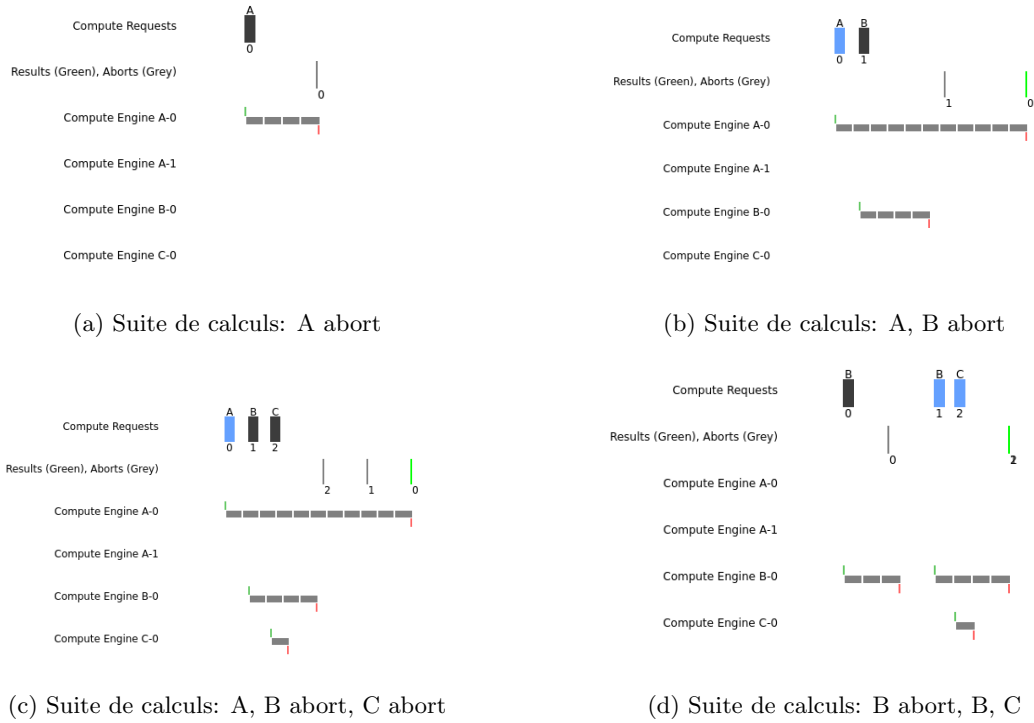 A
Compute Requests
0
Results (Green), Aborts (Grey)
0
Compute Engine A-0
Compute Engine A-1
Compute Engine B-0
Compute Engine C-0
(a) Suite de calculs: A abort
A B
Compute Requests
0 1
Results (Green), Aborts (Grey)
1 0
Compute Engine A-0
Compute Engine A-1
Compute Engine B-0
Compute Engine C-0
(b) Suite de calculs: A, B abort
A B C
Compute Requests
0 1 2
Results (Green), Aborts (Grey)
2 1 0
Compute Engine A-0
Compute Engine A-1
Compute Engine B-0
Compute Engine C-0
(c) Suite de calculs: A, B abort, C abort
B B C
Compute Requests
0 1 2
Results (Green), Aborts (Grey)
0
Compute Engine A-0
Compute Engine A-1
Compute Engine B-0
Compute Engine C-0
(d) Suite de calculs: B abort, B, C